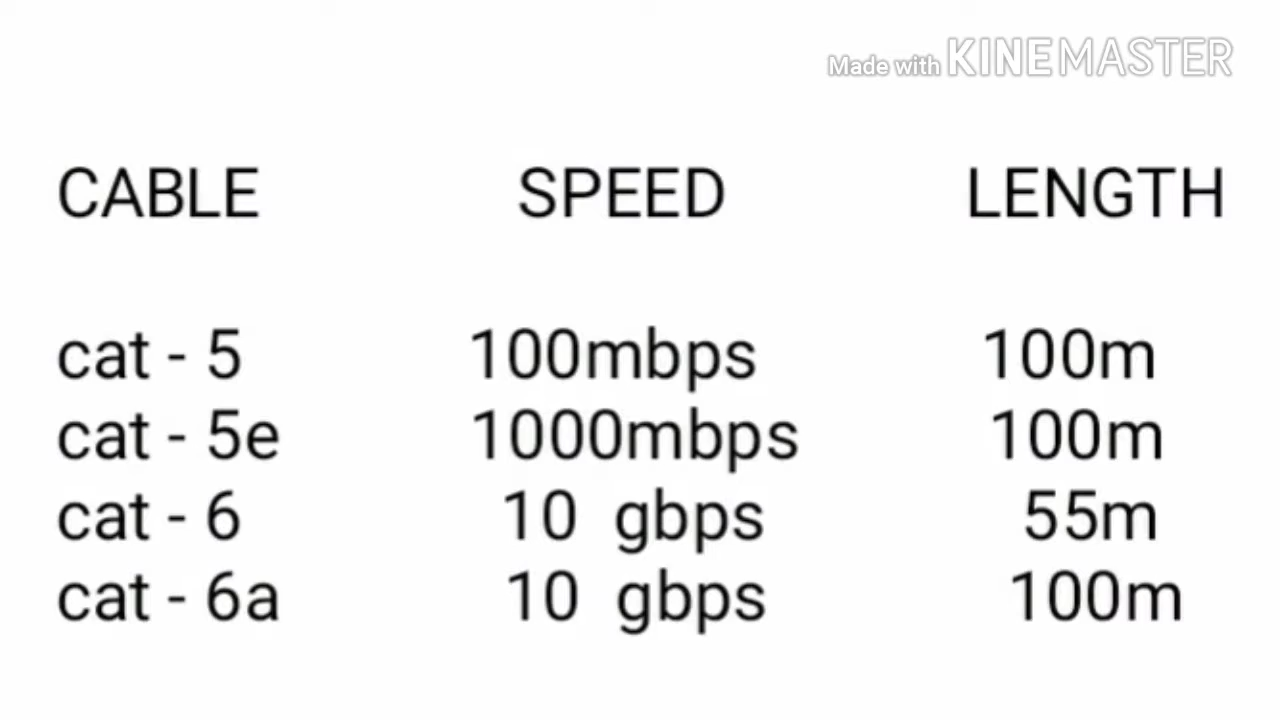 Made with KINEMASTER
CABLE SPEED LENGTH
cat - 5 100mbps 100m
cat - 5e 1000mbps 100m
cat - 6 10 gbps 55m
cat - 6a 10 gbps 100m